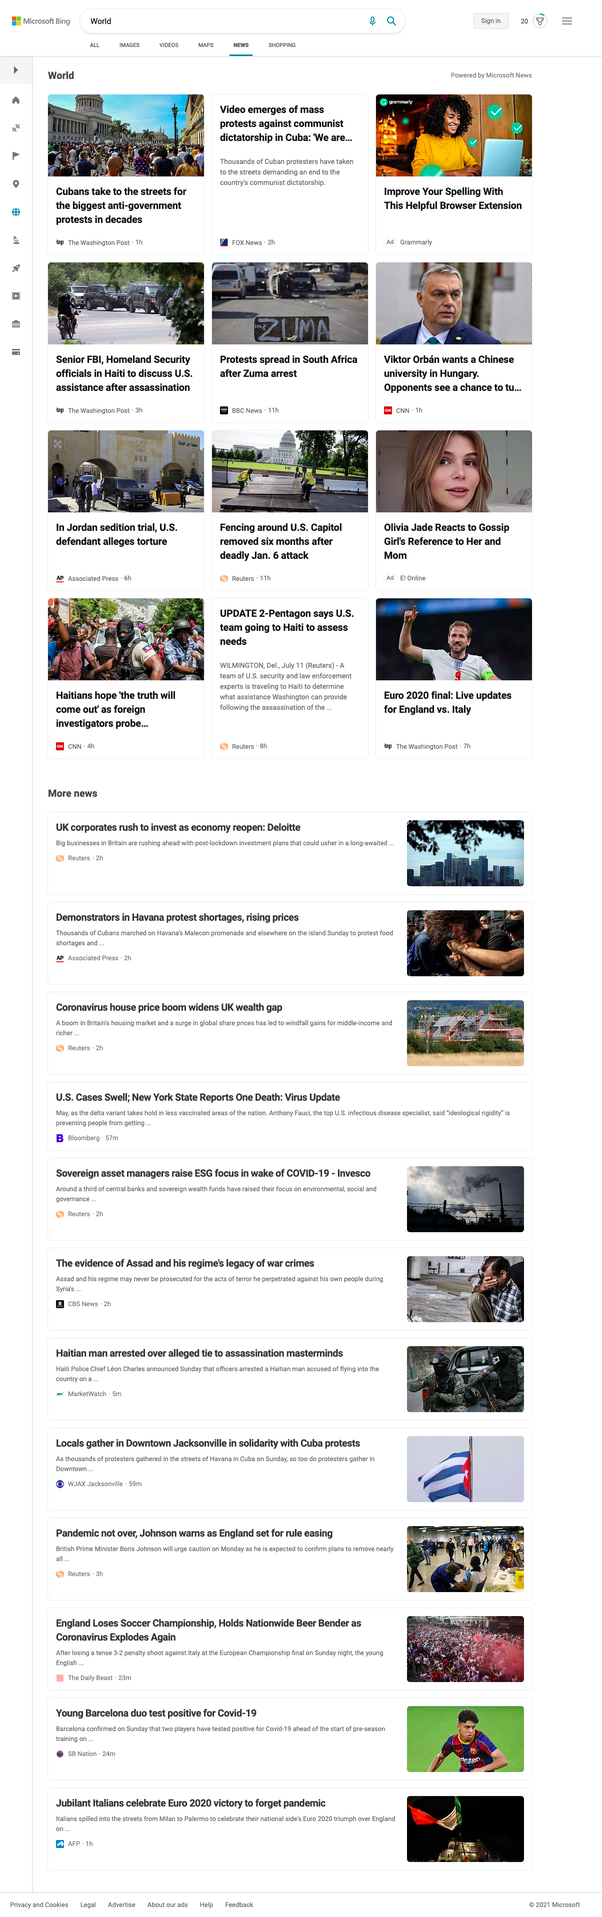 Microsoft Bing
World
Sign in
20
ALL
IMAGES
VIDEOS
MAPS
NEWS
SHOPPING
World
Powered by Microsoft News
Cubans take to the streets for
the biggest anti-government
protests in decades
wp The Washington Post · 1h
Video emerges of mass
protests against communist
dictatorship in Cuba: 'We are...
Thousands of Cuban protesters have taken
to the streets demanding an end to the
country's communist dictatorship.
FOX News · 2h
grammarly
Improve Your Spelling With
This Helpful Browser Extension
Ad Grammarly
Senior FBI, Homeland Security
officials in Haiti to discuss U.S.
assistance after assassination
wp The Washington Post · 3h
ZUMA
Protests spread in South Africa
after Zuma arrest
BBC News · 11h
Viktor Orbán wants a Chinese
university in Hungary.
Opponents see a chance to tu...
CNN CNN · 1h
In Jordan sedition trial, U.S.
defendant alleges torture
AP Associated Press · 6h
Fencing around U.S. Capitol
removed six months after
deadly Jan. 6 attack
Reuters · 11h
Olivia Jade Reacts to Gossip
Girl's Reference to Her and
Mom
Ad E! Online
Haitians hope 'the truth will
come out' as foreign
investigators probe...
CNN CNN · 4h
UPDATE 2-Pentagon says U.S.
team going to Haiti to assess
needs
WILMINGTON, Del., July 11 (Reuters) - A
team of U.S. security and law enforcement
experts is traveling to Haiti to determine
what assistance Washington can provide
following the assassination of the ...
Reuters · 8h
9
Euro 2020 final: Live updates
for England vs. Italy
wp The Washington Post · 7h
More news
UK corporates rush to invest as economy reopen: Deloitte
Big businesses in Britain are rushing ahead with post-lockdown investment plans that could usher in a long-awaited ...
Reuters · 2h
Demonstrators in Havana protest shortages, rising prices
Thousands of Cubans marched on Havana's Malecon promenade and elsewhere on the island Sunday to protest food
shortages and ...
AP Associated Press · 2h
Coronavirus house price boom widens UK wealth gap
A boom in Britain's housing market and a surge in global share prices has led to windfall gains for middle-income and
richer ...
Reuters · 2h
U.S. Cases Swell; New York State Reports One Death: Virus Update
May, as the delta variant takes hold in less vaccinated areas of the nation. Anthony Fauci, the top U.S. infectious disease specialist, said "ideological rigidity" is
preventing people from getting ...
B Bloomberg · 57m
Sovereign asset managers raise ESG focus in wake of COVID-19 - Invesco
Around a third of central banks and sovereign wealth funds have raised their focus on environmental, social and
governance ...
Reuters · 2h
The evidence of Assad and his regime's legacy of war crimes
Assad and his regime may never be prosecuted for the acts of terror he perpetrated against his own people during
Syria's ...
CBS News · 2h
Haitian man arrested over alleged tie to assassination masterminds
Haiti Police Chief Léon Charles announced Sunday that officers arrested a Haitian man accused of flying into the
country on a ...
MarketWatch · 5m
Locals gather in Downtown Jacksonville in solidarity with Cuba protests
As thousands of protesters gathered in the streets of Havana in Cuba on Sunday, so too do protesters gather in
Downtown ...
WJAX Jacksonville · 59m
Pandemic not over, Johnson warns as England set for rule easing
British Prime Minister Boris Johnson will urge caution on Monday as he is expected to confirm plans to remove nearly
all ...
Reuters · 3h
England Loses Soccer Championship, Holds Nationwide Beer Bender as
Coronavirus Explodes Again
After losing a tense 3-2 penalty shoot against Italy at the European Championship final on Sunday night, the young
English ...
The Daily Beast · 23m
Young Barcelona duo test positive for Covid-19
Barcelona confirmed on Sunday that two players have tested positive for Covid-19 ahead of the start of pre-season
training on ...
SB Nation · 24m
Jubilant Italians celebrate Euro 2020 victory to forget pandemic
Italians spilled into the streets from Milan to Palermo to celebrate their national side's Euro 2020 triumph over England
on ...
AFP · 1h
Privacy and Cookies
Legal
Advertise
About our ads
Help
Feedback
© 2021 Microsoft